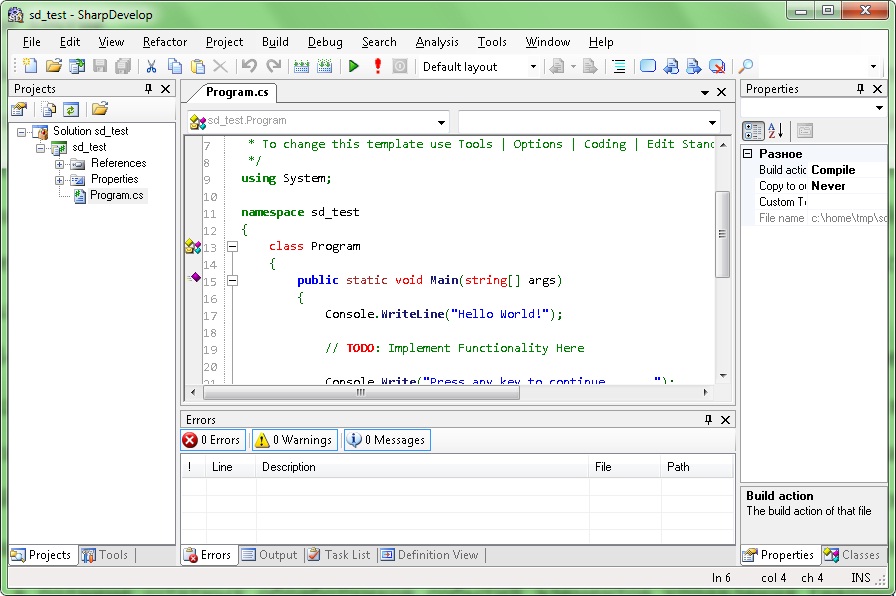 sd_test - SharpDevelop
File Edit View Refactor Project Build Debug Search Analysis Tools Window Help
Default layout
Projects
Solution sd_test
sd_test
References
Properties
Program.cs
Projects Tools
Program.cs
sd_test.Program
7 * To change this template use Tools | Options | Coding | Edit Stan
8 */
9 using System;
10
11 namespace sd_test
12 {
13 class Program
14 {
15 public static void Main(string[] args)
16 {
17 Console.WriteLine("Hello World!");
18
19 // TODO: Implement Functionality Here
20
21 Console.Write("Press any key to continue . . . ");
Errors
0 Errors 0 Warnings 0 Messages
! Line Description File Path
Errors Output Task List Definition View
Properties
Разное
Build actic Compile
Copy to ou Never
Custom To
File name c:\home\tmp\sd
Build action
The build action of that file
Properties Classes
ln 6 col 4 ch 4 INS